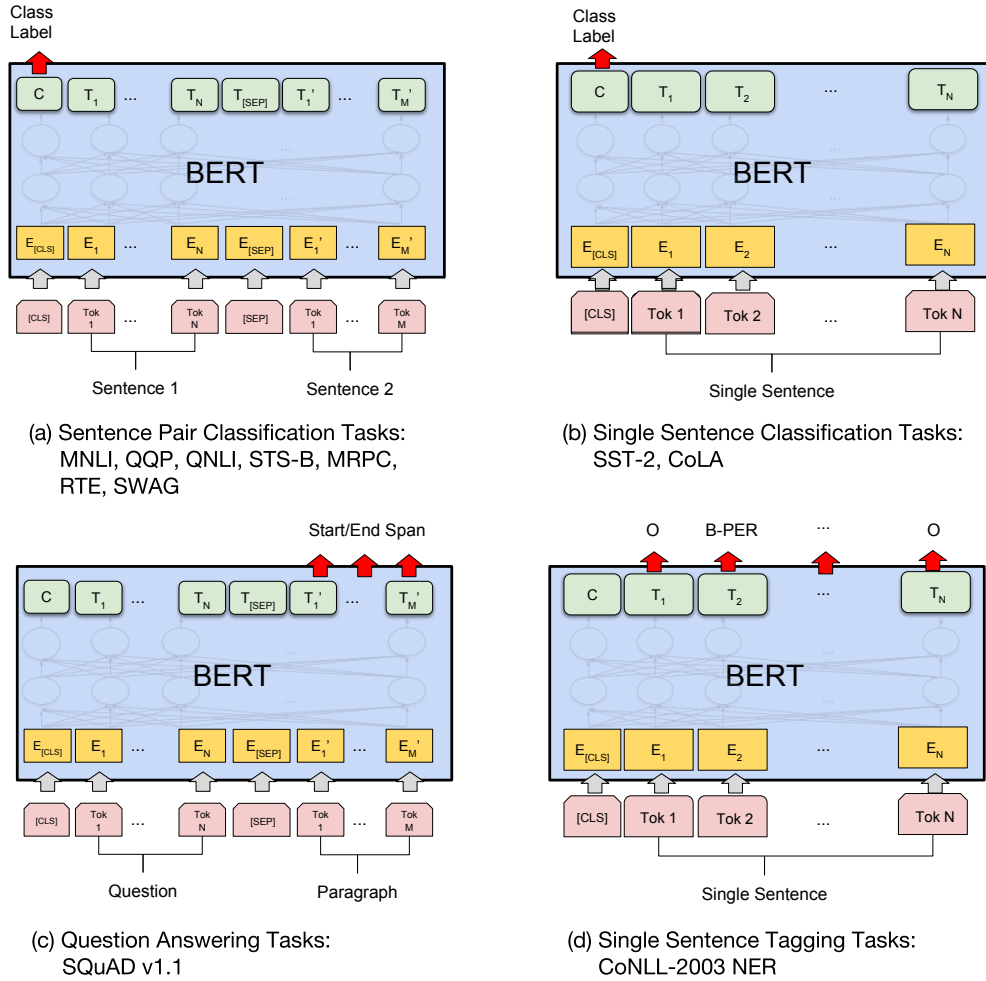 Class
Label
C T1 ... TN T[SEP] T1' ... TM'
...
BERT
...
E[CLS] E1 ... EN E[SEP] E1' ... EM'
[CLS] Tok 1 ... Tok N [SEP] Tok 1 ... Tok M
Sentence 1 Sentence 2
(a) Sentence Pair Classification Tasks:
MNLI, QQP, QNLI, STS-B, MRPC,
RTE, SWAG
Class
Label
C T1 T2 ... TN
...
BERT
...
E[CLS] E1 E2 ... EN
[CLS] Tok 1 Tok 2 ... Tok N
Single Sentence
(b) Single Sentence Classification Tasks:
SST-2, CoLA
Start/End Span
C T1 ... TN T[SEP] T1' ... TM'
...
BERT
...
E[CLS] E1 ... EN E[SEP] E1' ... EM'
[CLS] Tok 1 ... Tok N [SEP] Tok 1 ... Tok M
Question Paragraph
(c) Question Answering Tasks:
SQuAD v1.1
O B-PER ... O
C T1 T2 ... TN
...
BERT
...
E[CLS] E1 E2 ... EN
[CLS] Tok 1 Tok 2 ... Tok N
Single Sentence
(d) Single Sentence Tagging Tasks:
CoNLL-2003 NER